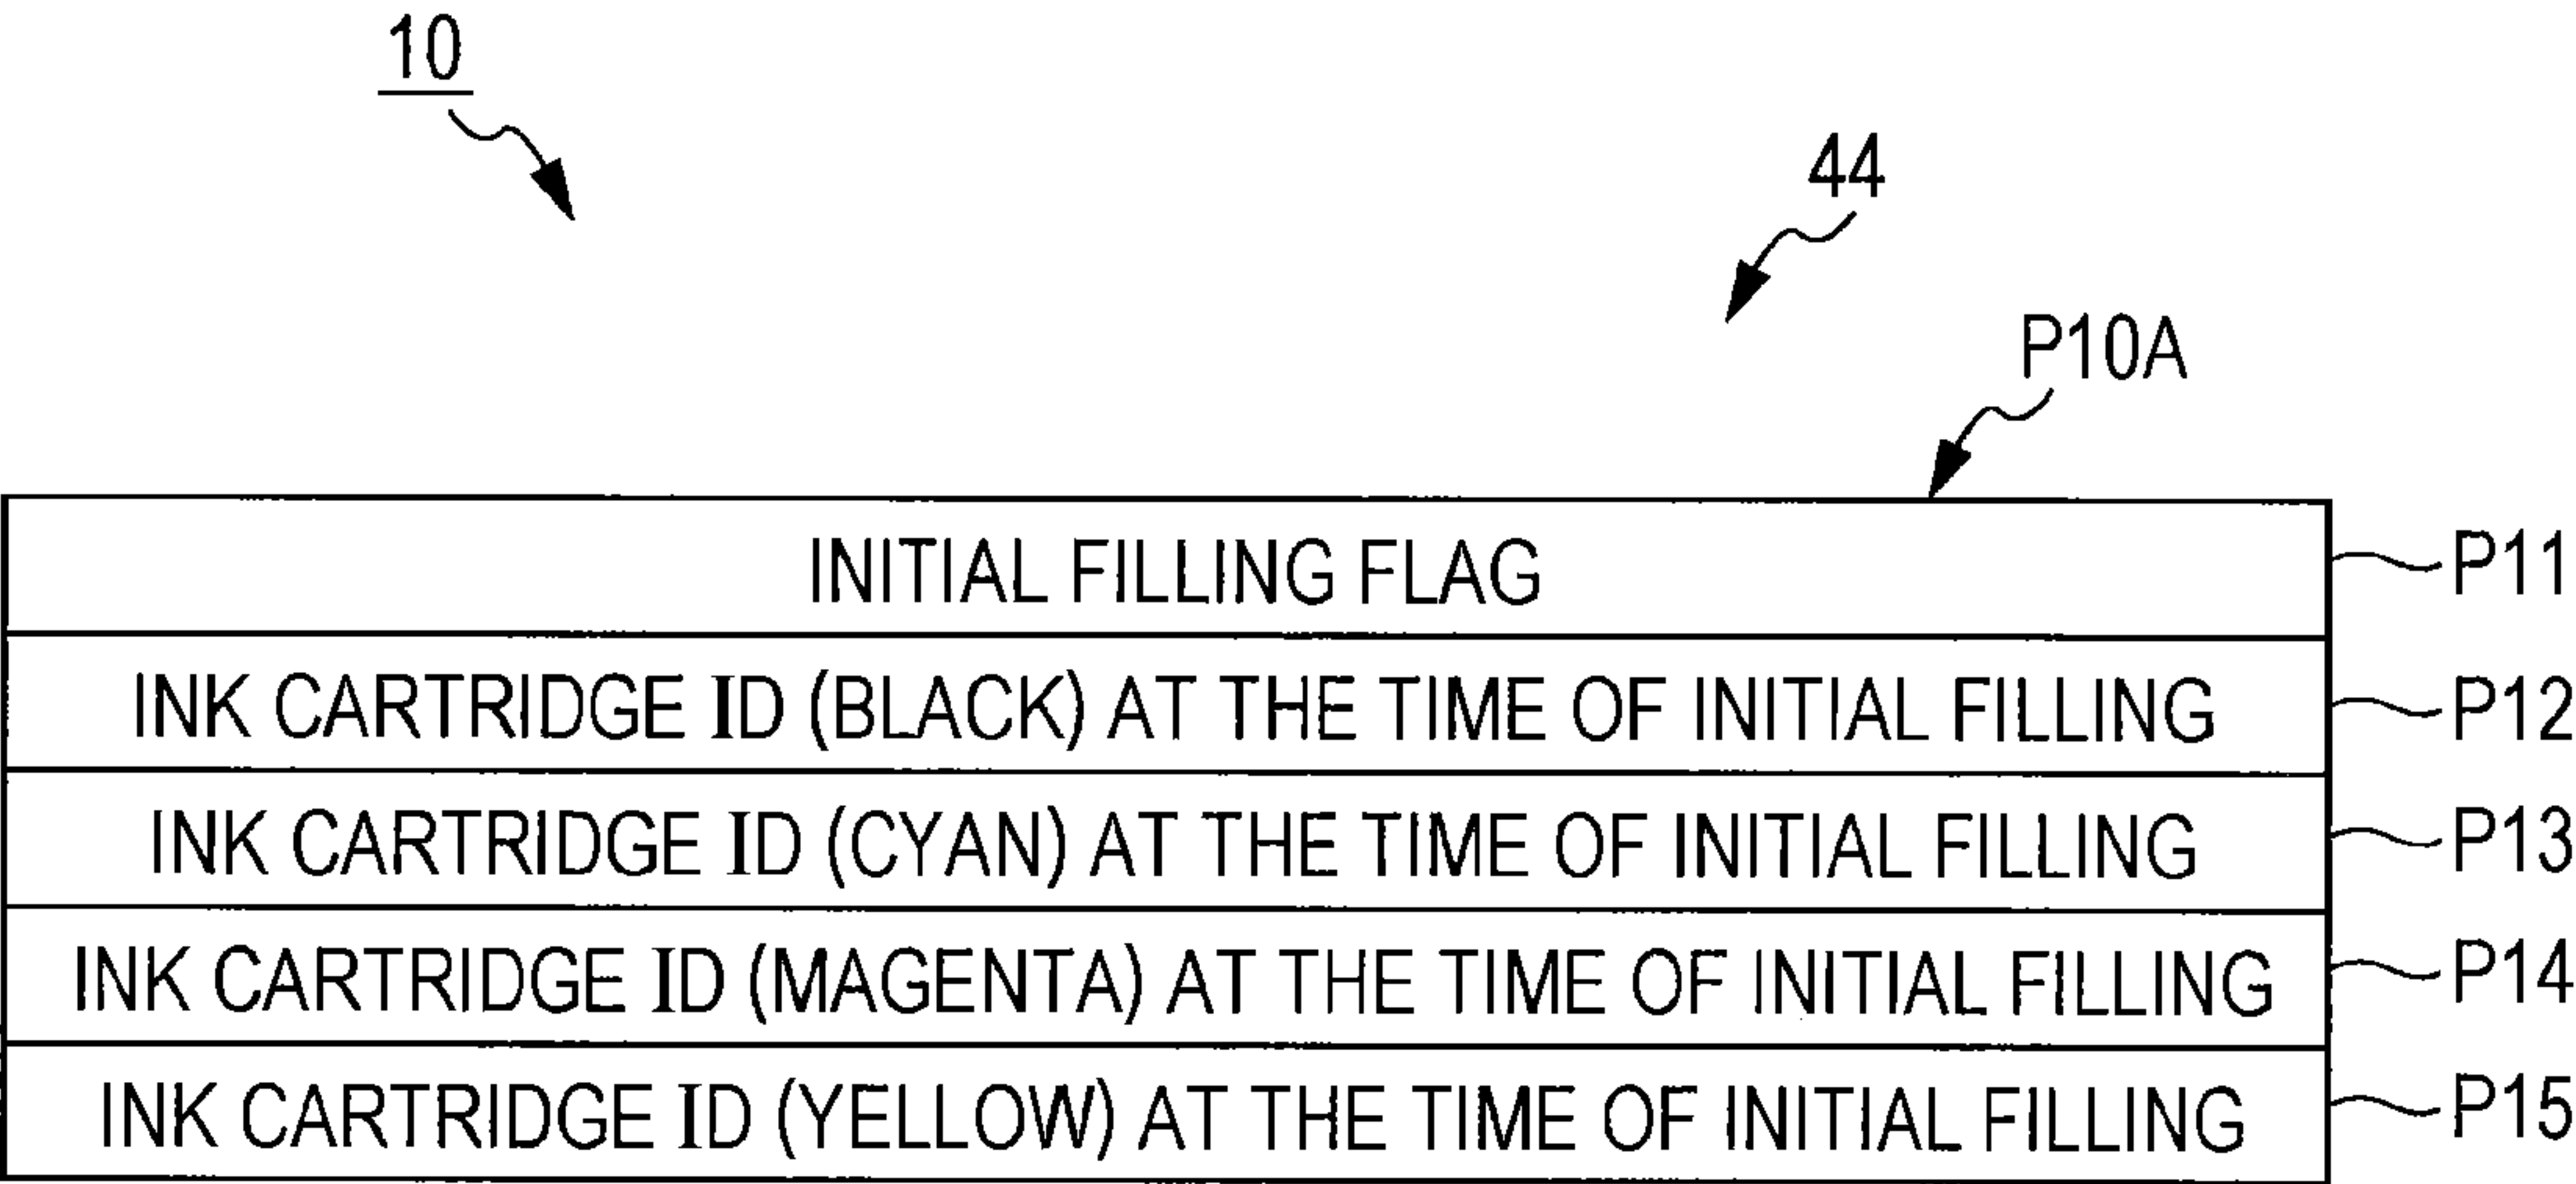 10
44
P10A
INITIAL FILLING FLAG P11
INK CARTRIDGE ID (BLACK) AT THE TIME OF INITIAL FILLING P12
INK CARTRIDGE ID (CYAN) AT THE TIME OF INITIAL FILLING P13
INK CARTRIDGE ID (MAGENTA) AT THE TIME OF INITIAL FILLING P14
INK CARTRIDGE ID (YELLOW) AT THE TIME OF INITIAL FILLING P15